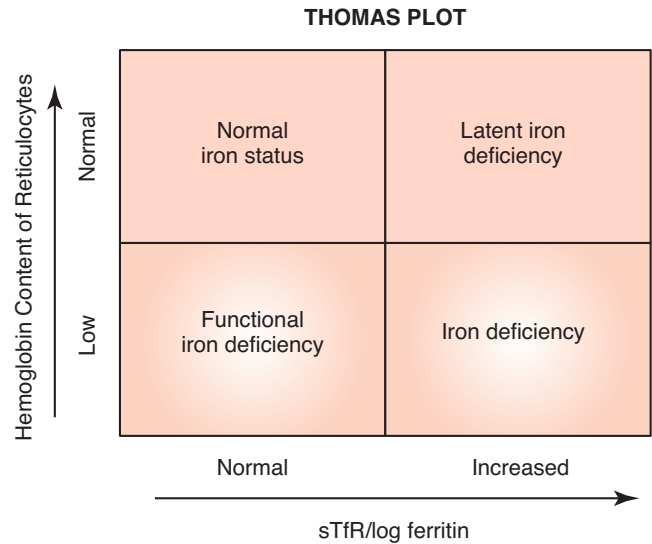 THOMAS PLOT
Hemoglobin Content of Reticulocytes
Normal
Low
Normal
iron status
Latent iron
deficiency
Functional
iron deficiency
Iron deficiency
Normal
Increased
sTfR/log ferritin